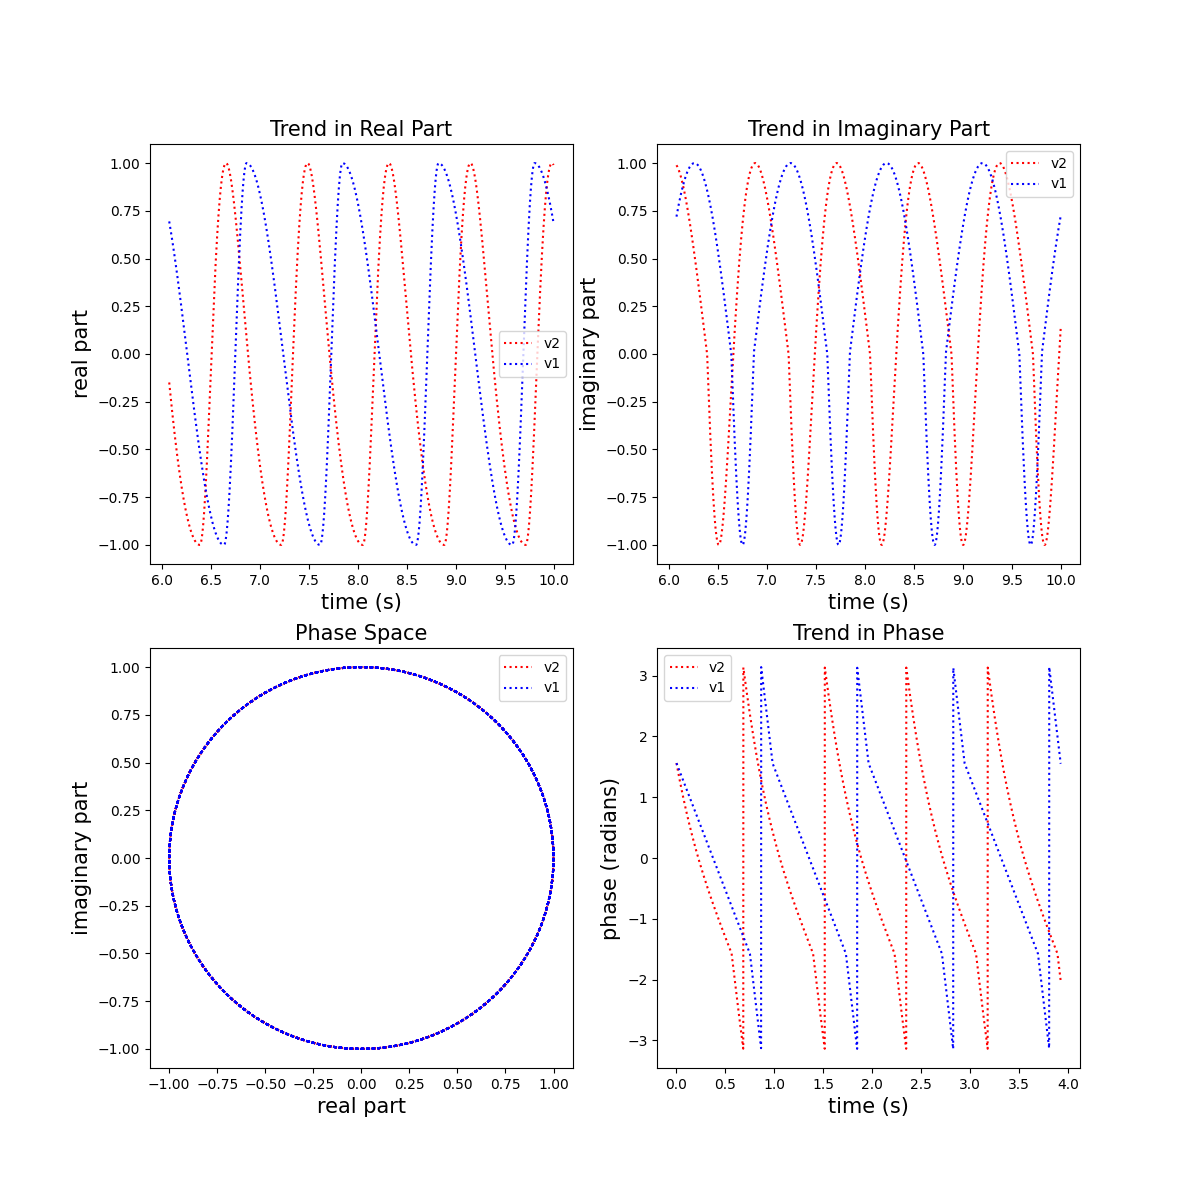 Trend in Real Part
real part
1.00
0.75
0.50
0.25
0.00
−0.25
−0.50
−0.75
−1.00
v2
v1
6.0 6.5 7.0 7.5 8.0 8.5 9.0 9.5 10.0
time (s)
Trend in Imaginary Part
imaginary part
1.00
0.75
0.50
0.25
0.00
−0.25
−0.50
−0.75
−1.00
v2
v1
6.0 6.5 7.0 7.5 8.0 8.5 9.0 9.5 10.0
time (s)
Phase Space
imaginary part
1.00
0.75
0.50
0.25
0.00
−0.25
−0.50
−0.75
−1.00
v2
v1
−1.00 −0.75 −0.50 −0.25 0.00 0.25 0.50 0.75 1.00
real part
Trend in Phase
phase (radians)
3
2
1
0
−1
−2
−3
v2
v1
0.0 0.5 1.0 1.5 2.0 2.5 3.0 3.5 4.0
time (s)